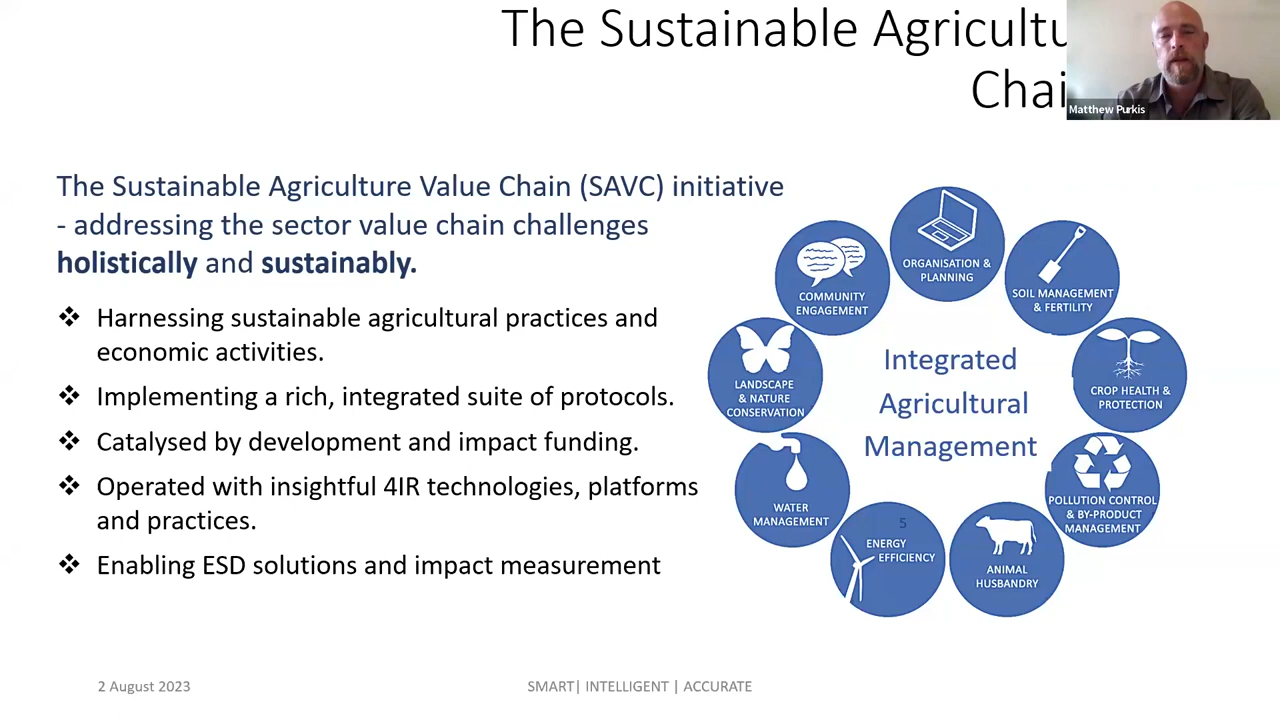 The Sustainable Agricultu
Chai
Matthew Purkis
The Sustainable Agriculture Value Chain (SAVC) initiative
- addressing the sector value chain challenges
holistically and sustainably.
❖ Harnessing sustainable agricultural practices and
economic activities.
❖ Implementing a rich, integrated suite of protocols.
❖ Catalysed by development and impact funding.
❖ Operated with insightful 4IR technologies, platforms
and practices.
❖ Enabling ESD solutions and impact measurement
ORGANISATION &
PLANNING
SOIL MANAGEMENT
& FERTILITY
CROP HEALTH &
PROTECTION
POLLUTION CONTROL
& BY-PRODUCT
MANAGEMENT
ANIMAL
HUSBANDRY
5
ENERGY
EFFICIENCY
WATER
MANAGEMENT
LANDSCAPE
& NATURE
CONSERVATION
COMMUNITY
ENGAGEMENT
Integrated
Agricultural
Management
2 August 2023
SMART| INTELLIGENT | ACCURATE